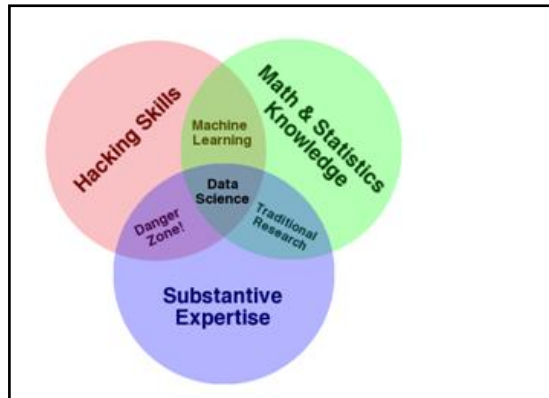 Hacking Skills
Math & Statistics
Knowledge
Machine
Learning
Data
Science
Danger
Zone!
Traditional
Research
Substantive
Expertise